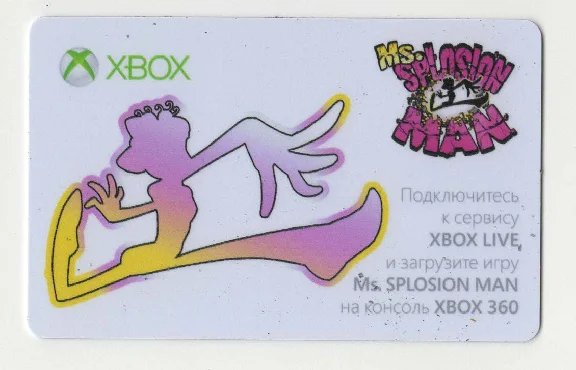 XBOX
Ms.
SPLOSION
MAN
Подключитесь
к сервису
XBOX LIVE
и загрузите игру
Ms. SPLOSION MAN
на консоль XBOX 360